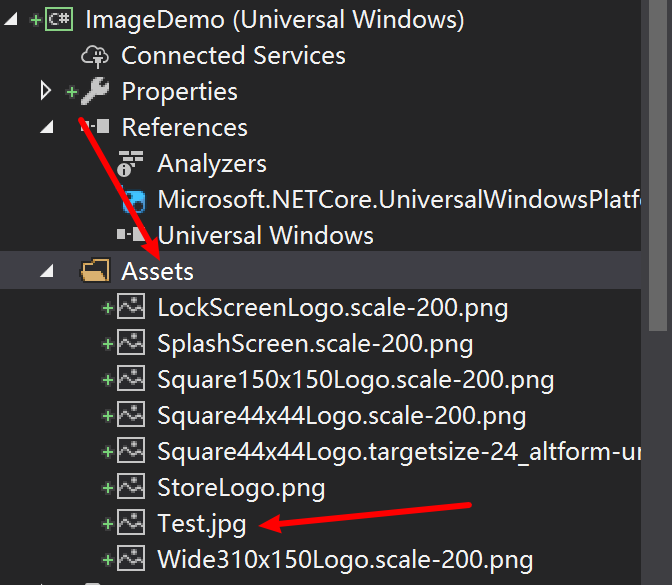 C# ImageDemo (Universal Windows)
Connected Services
Properties
References
Analyzers
Microsoft.NETCore.UniversalWindowsPlatf
Universal Windows
Assets
LockScreenLogo.scale-200.png
SplashScreen.scale-200.png
Square150x150Logo.scale-200.png
Square44x44Logo.scale-200.png
Square44x44Logo.targetsize-24_altform-un
StoreLogo.png
Test.jpg
Wide310x150Logo.scale-200.png